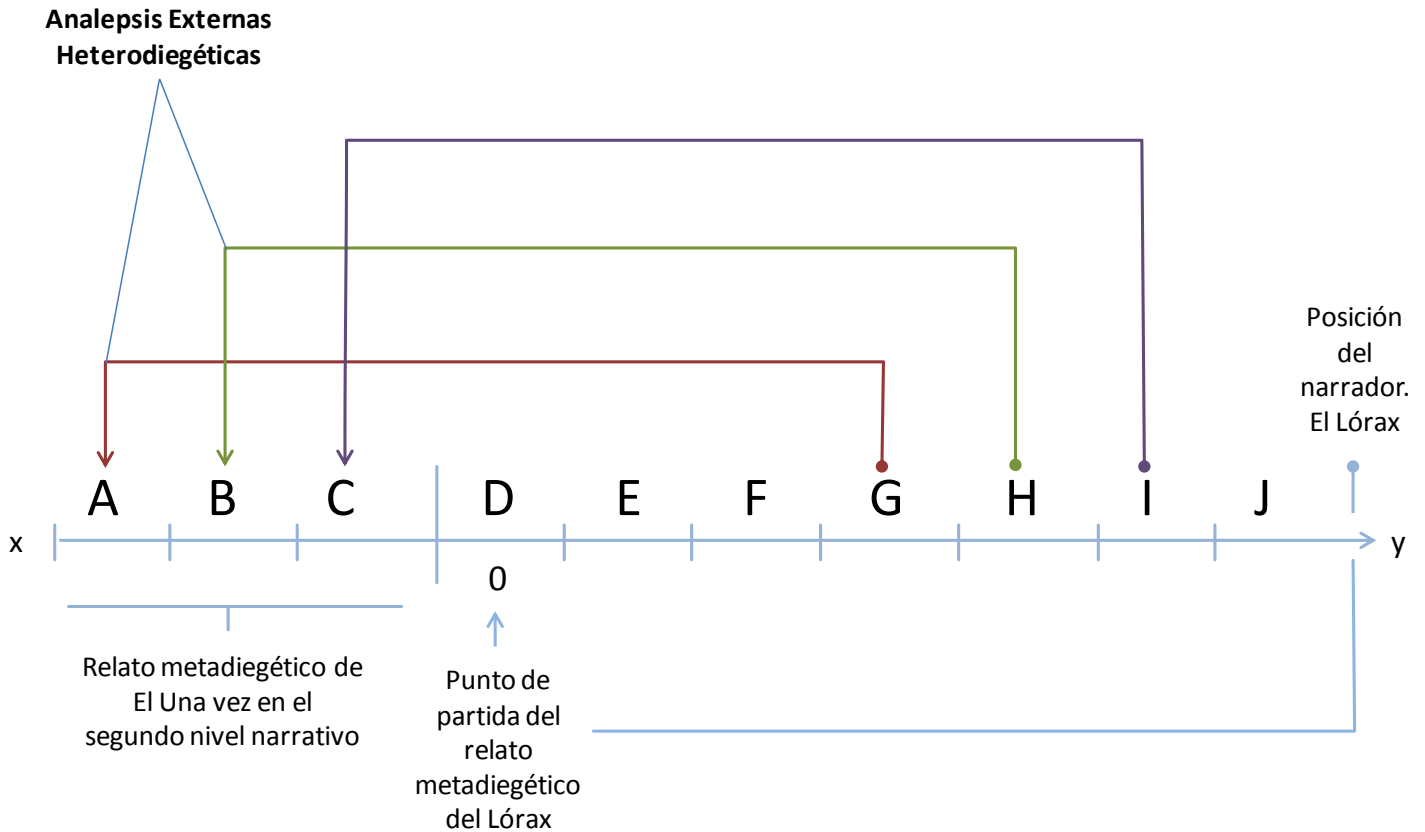 Analepsis Externas
Heterodiegéticas
Posición
del
narrador.
El Lórax
A B C D E F G H I J
x y
0
Relato metadiegético de
El Una vez en el
segundo nivel narrativo
Punto de
partida del
relato
metadiegético
del Lórax